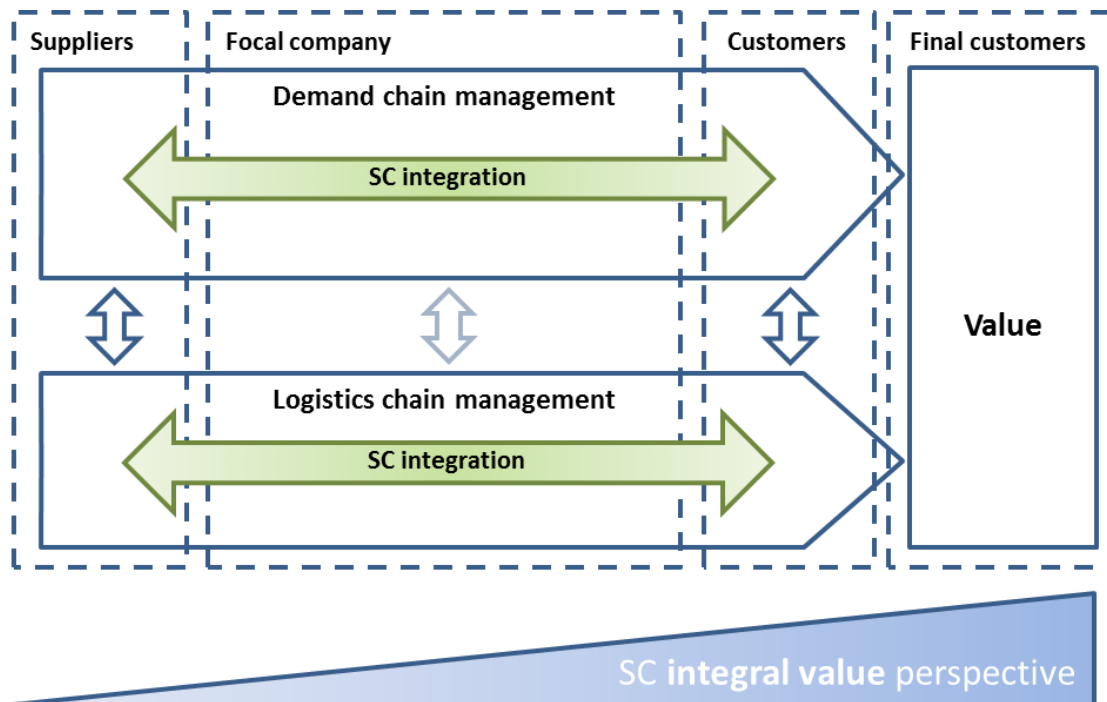 Suppliers
Focal company
Customers
Final customers
Demand chain management
SC integration
Value
Logistics chain management
SC integration
SC integral value perspective